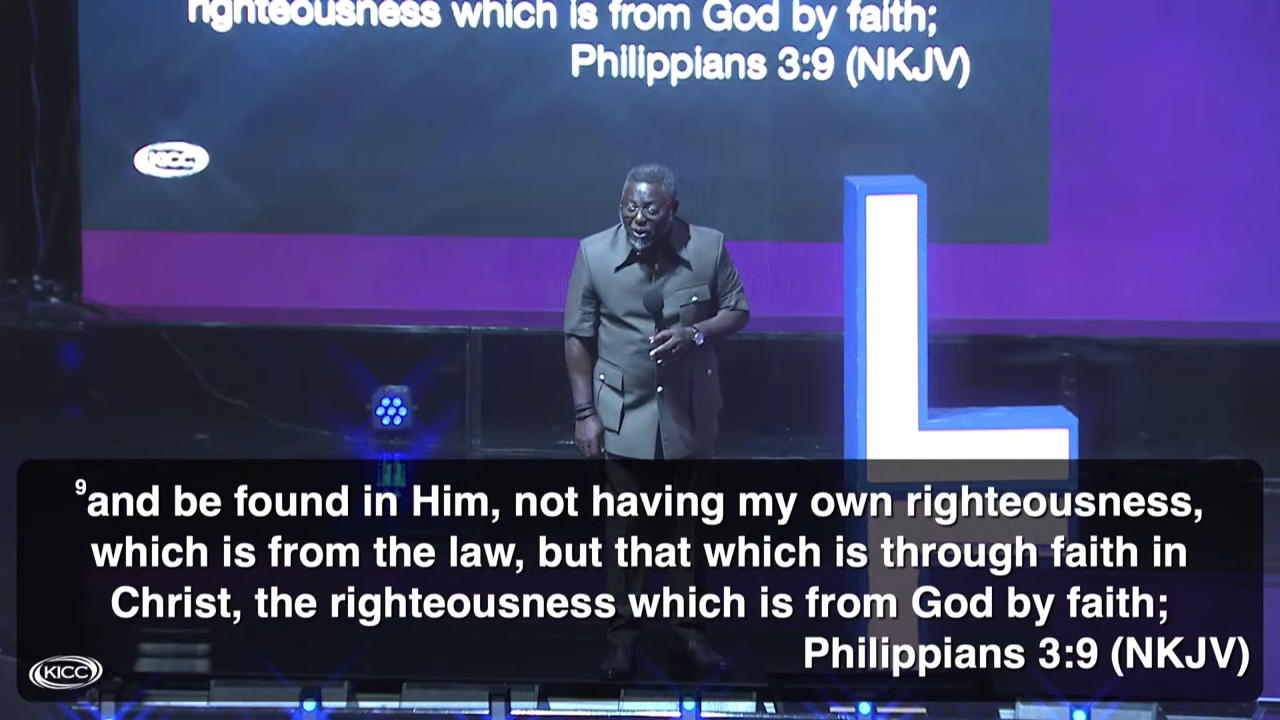 righteousness which is from God by faith;
Philippians 3:9 (NKJV)
KICC
L
9and be found in Him, not having my own righteousness,
which is from the law, but that which is through faith in
Christ, the righteousness which is from God by faith;
Philippians 3:9 (NKJV)
KICC